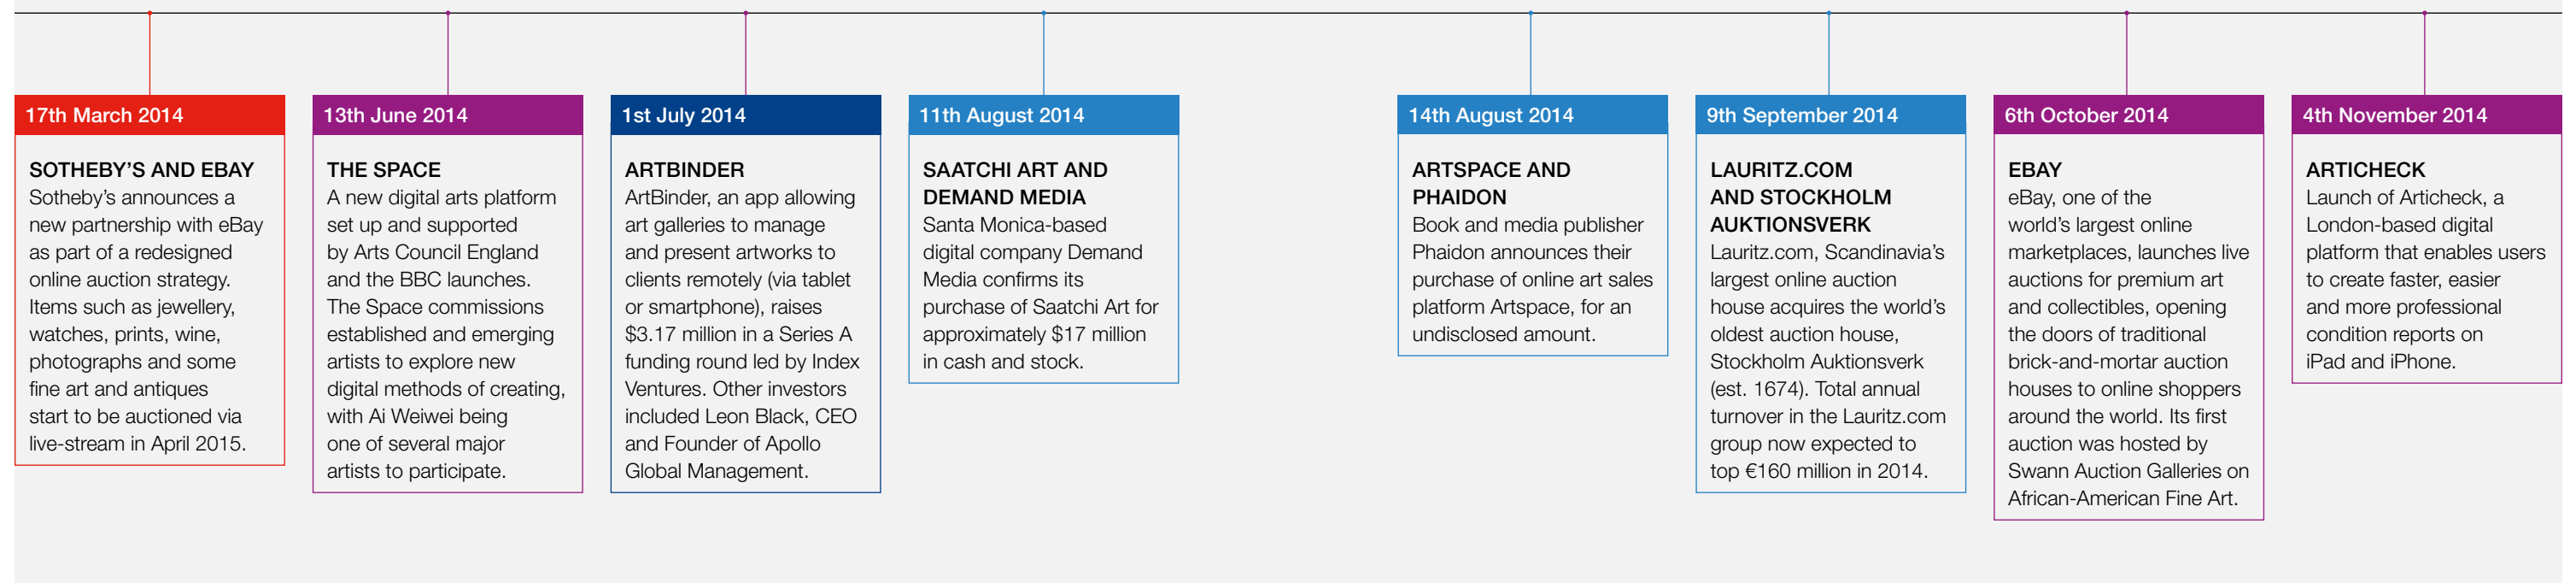 17th March 2014
SOTHEBY’S AND EBAY
Sotheby’s announces a
new partnership with eBay
as part of a redesigned
online auction strategy.
Items such as jewellery,
watches, prints, wine,
photographs and some
fine art and antiques
start to be auctioned via
live-stream in April 2015.
13th June 2014
THE SPACE
A new digital arts platform
set up and supported
by Arts Council England
and the BBC launches.
The Space commissions
established and emerging
artists to explore new
digital methods of creating,
with Ai Weiwei being
one of several major
artists to participate.
1st July 2014
ARTBINDER
ArtBinder, an app allowing
art galleries to manage
and present artworks to
clients remotely (via tablet
or smartphone), raises
$3.17 million in a Series A
funding round led by Index
Ventures. Other investors
included Leon Black, CEO
and Founder of Apollo
Global Management.
11th August 2014
SAATCHI ART AND
DEMAND MEDIA
Santa Monica-based
digital company Demand
Media confirms its
purchase of Saatchi Art for
approximately $17 million
in cash and stock.
14th August 2014
ARTSPACE AND
PHAIDON
Book and media publisher
Phaidon announces their
purchase of online art sales
platform Artspace, for an
undisclosed amount.
9th September 2014
LAURITZ.COM
AND STOCKHOLM
AUKTIONSVERK
Lauritz.com, Scandinavia’s
largest online auction
house acquires the world’s
oldest auction house,
Stockholm Auktionsverk
(est. 1674). Total annual
turnover in the Lauritz.com
group now expected to
top €160 million in 2014.
6th October 2014
EBAY
eBay, one of the
world’s largest online
marketplaces, launches live
auctions for premium art
and collectibles, opening
the doors of traditional
brick-and-mortar auction
houses to online shoppers
around the world. Its first
auction was hosted by
Swann Auction Galleries on
African-American Fine Art.
4th November 2014
ARTICHECK
Launch of Articheck, a
London-based digital
platform that enables users
to create faster, easier
and more professional
condition reports on
iPad and iPhone.